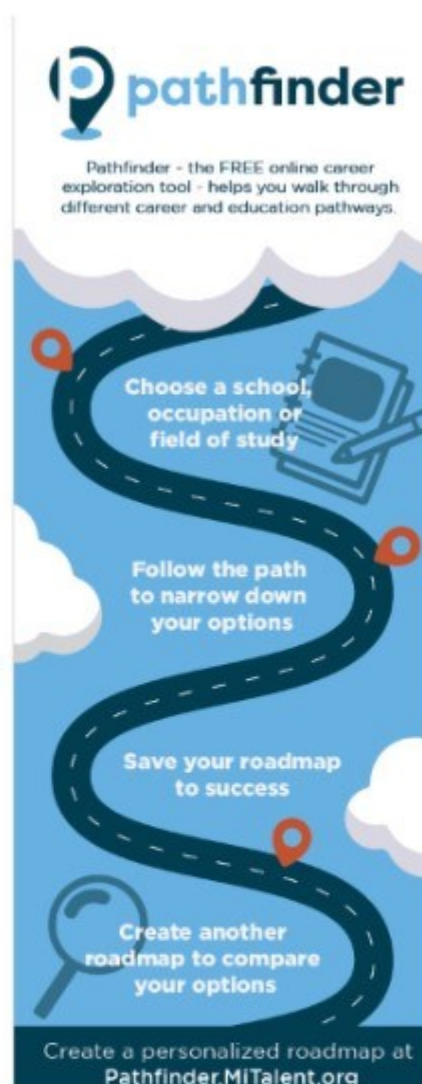 pathfinder
Pathfinder - the FREE online career
exploration tool - helps you walk through
different career and education pathways.
Choose a school,
occupation or
field of study
Follow the path
to narrow down
your options
Save your roadmap
to success
Create another
roadmap to compare
your options
Create a personalized roadmap at
Pathfinder.MiTalent.org